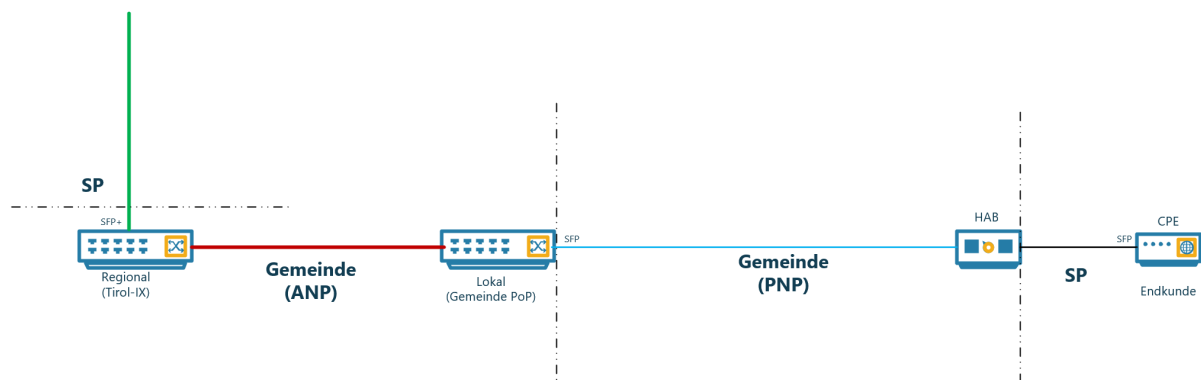 SP
SFP+
Regional
(Tirol-IX)
Gemeinde
(ANP)
Lokal
(Gemeinde PoP)
SFP
Gemeinde
(PNP)
HAB
SP
SFP
CPE
Endkunde